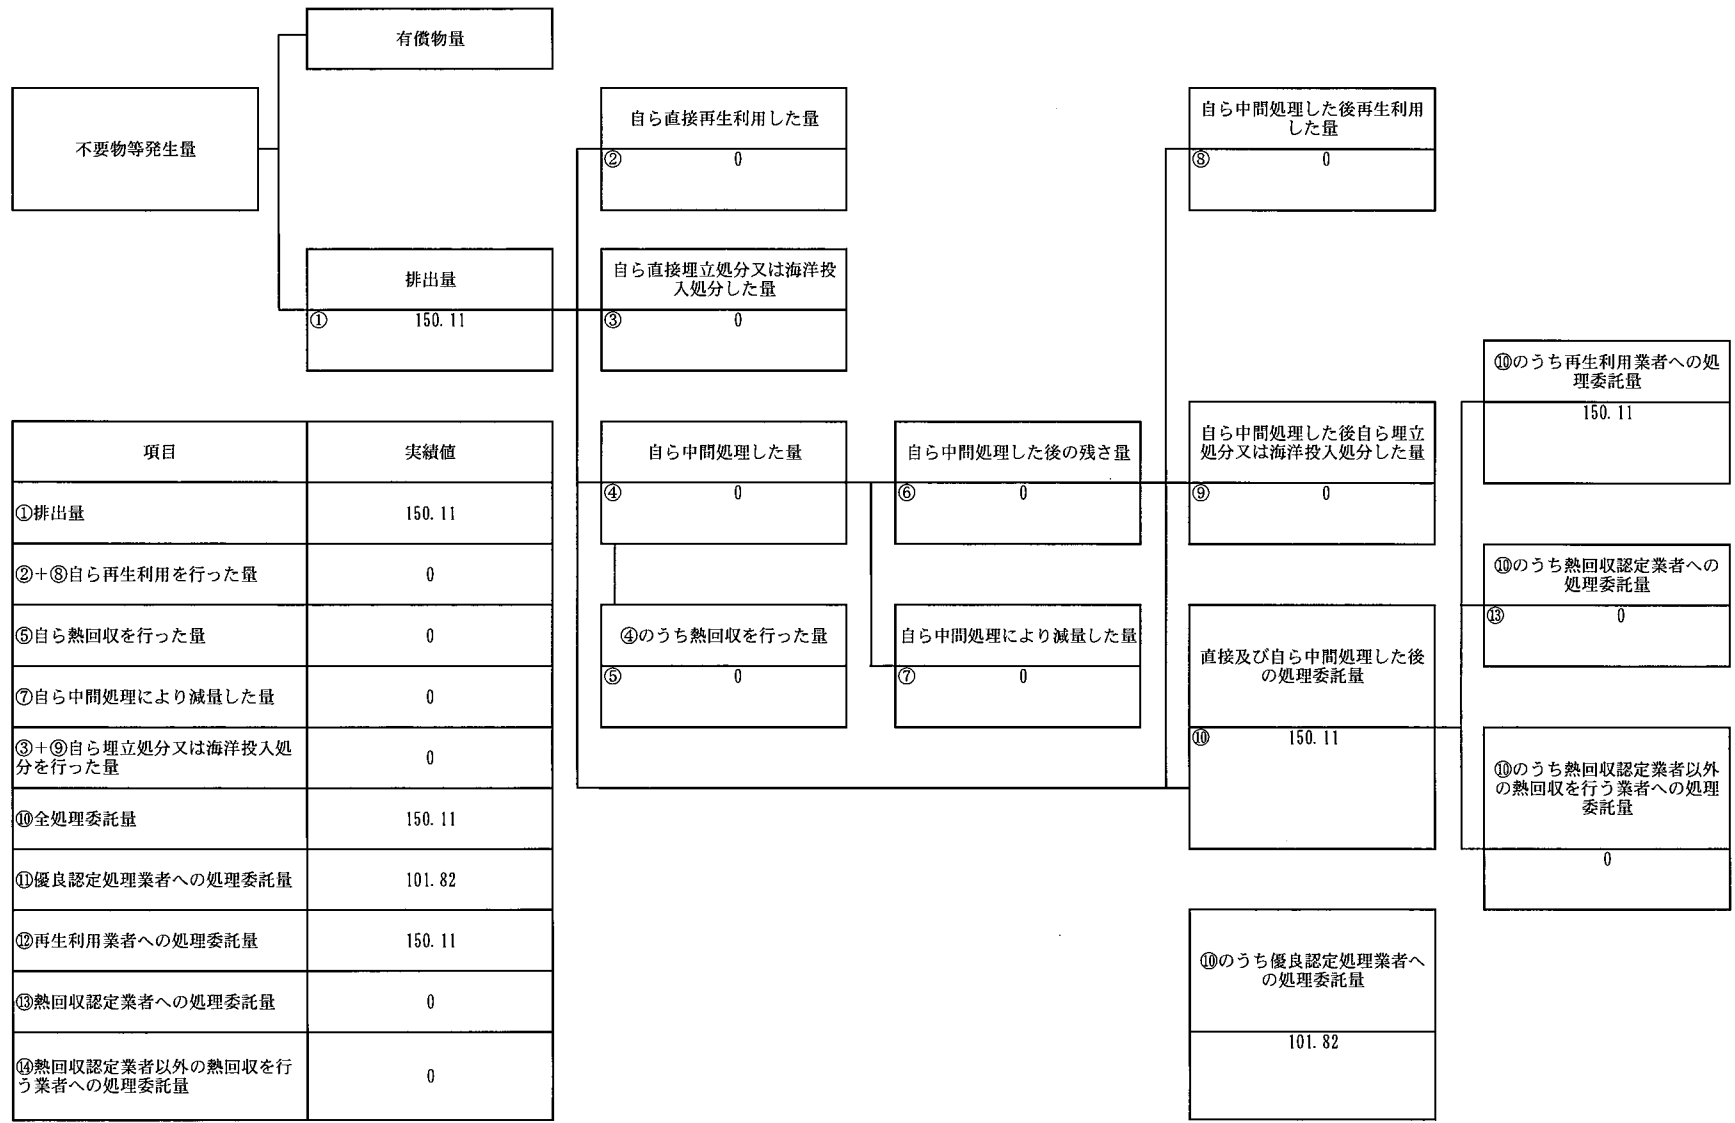 有償物量
不要物等発生量
排出量
① 150.11
自ら直接再生利用した量
② 0
自ら直接埋立処分又は海洋投
入処分した量
③ 0
自ら中間処理した量
④ 0
④のうち熱回収を行った量
⑤ 0
自ら中間処理した後の残さ量
⑥ 0
自ら中間処理により減量した量
⑦ 0
自ら中間処理した後再生利用
した量
⑧ 0
自ら中間処理した後自ら埋立
処分又は海洋投入処分した量
⑨ 0
直接及び自ら中間処理した後
の処理委託量
⑩ 150.11
⑩のうち優良認定処理業者へ
の処理委託量
101.82
⑩のうち再生利用業者への処
理委託量
150.11
⑩のうち熱回収認定業者への
処理委託量
⑬ 0
⑩のうち熱回収認定業者以外
の熱回収を行う業者への処理
委託量
0
項目 実績値
①排出量 150.11
②+⑧自ら再生利用を行った量 0
⑤自ら熱回収を行った量 0
⑦自ら中間処理により減量した量 0
③+⑨自ら埋立処分又は海洋投入処
分を行った量 0
⑩全処理委託量 150.11
⑪優良認定処理業者への処理委託量 101.82
⑫再生利用業者への処理委託量 150.11
⑬熱回収認定業者への処理委託量 0
⑭熱回収認定業者以外の熱回収を行
う業者への処理委託量 0